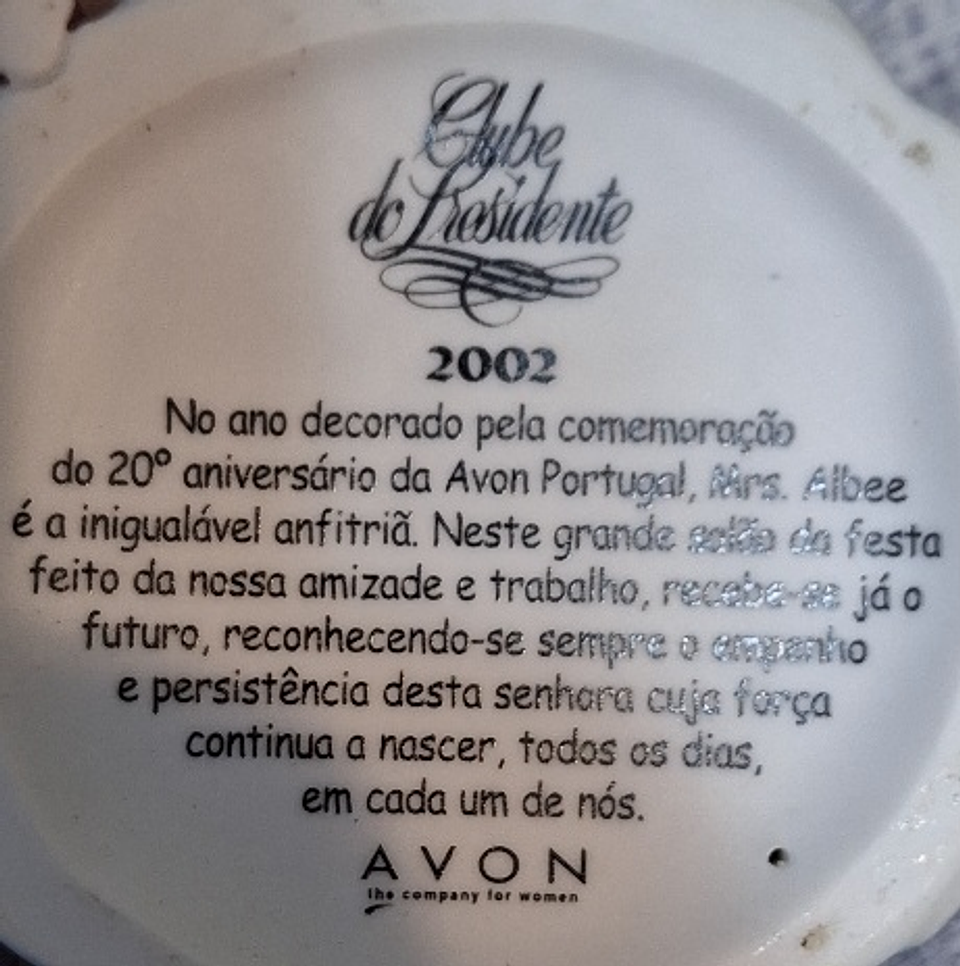 Clube
do Presidente
2002
No ano decorado pela comemoração
do 20º aniversário da Avon Portugal, Mrs. Albee
é a inigualável anfitriã. Neste grande salão da festa
feito da nossa amizade e trabalho, recebe-se já o
futuro, reconhecendo-se sempre o empenho
e persistência desta senhora cuja força
continua a nascer, todos os dias,
em cada um de nós.
AVON
the company for women